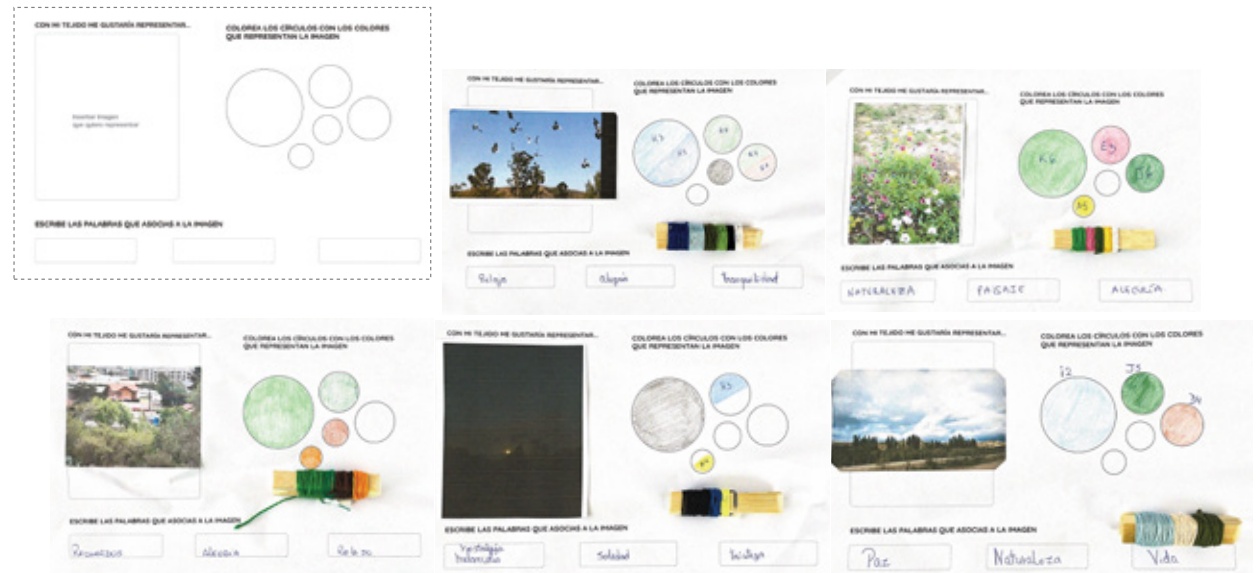 CON MI TEJIDO ME GUSTARÍA REPRESENTAR...
COLOREA LOS CÍRCULOS CON LOS COLORES
QUE REPRESENTAN LA IMAGEN
Insertar imagen
que quiero representar
ESCRIBE LAS PALABRAS QUE ASOCIAS A LA IMAGEN
CON MI TEJIDO ME GUSTARÍA REPRESENTAR...
COLOREA LOS CÍRCULOS CON LOS COLORES
QUE REPRESENTAN LA IMAGEN
ESCRIBE LAS PALABRAS QUE ASOCIAS A LA IMAGEN
Relajo
alegría
tranquilidad
CON MI TEJIDO ME GUSTARÍA REPRESENTAR...
COLOREA LOS CÍRCULOS CON LOS COLORES
QUE REPRESENTAN LA IMAGEN
K6
E3
J6
A5
ESCRIBE LAS PALABRAS QUE ASOCIAS A LA IMAGEN
NATURALEZA
PAISAJE
ALEGRÍA
CON MI TEJIDO ME GUSTARÍA REPRESENTAR...
COLOREA LOS CÍRCULOS CON LOS COLORES
QUE REPRESENTAN LA IMAGEN
ESCRIBE LAS PALABRAS QUE ASOCIAS A LA IMAGEN
RECUERDOS
ALEGRIA
Relajo
CON MI TEJIDO ME GUSTARÍA REPRESENTAR...
COLOREA LOS CÍRCULOS CON LOS COLORES
QUE REPRESENTAN LA IMAGEN
ESCRIBE LAS PALABRAS QUE ASOCIAS A LA IMAGEN
Nostalgia
Soledad
tristeza
CON MI TEJIDO ME GUSTARÍA REPRESENTAR...
COLOREA LOS CÍRCULOS CON LOS COLORES
QUE REPRESENTAN LA IMAGEN
i2
J5
ESCRIBE LAS PALABRAS QUE ASOCIAS A LA IMAGEN
Paz
Naturaleza
Vida